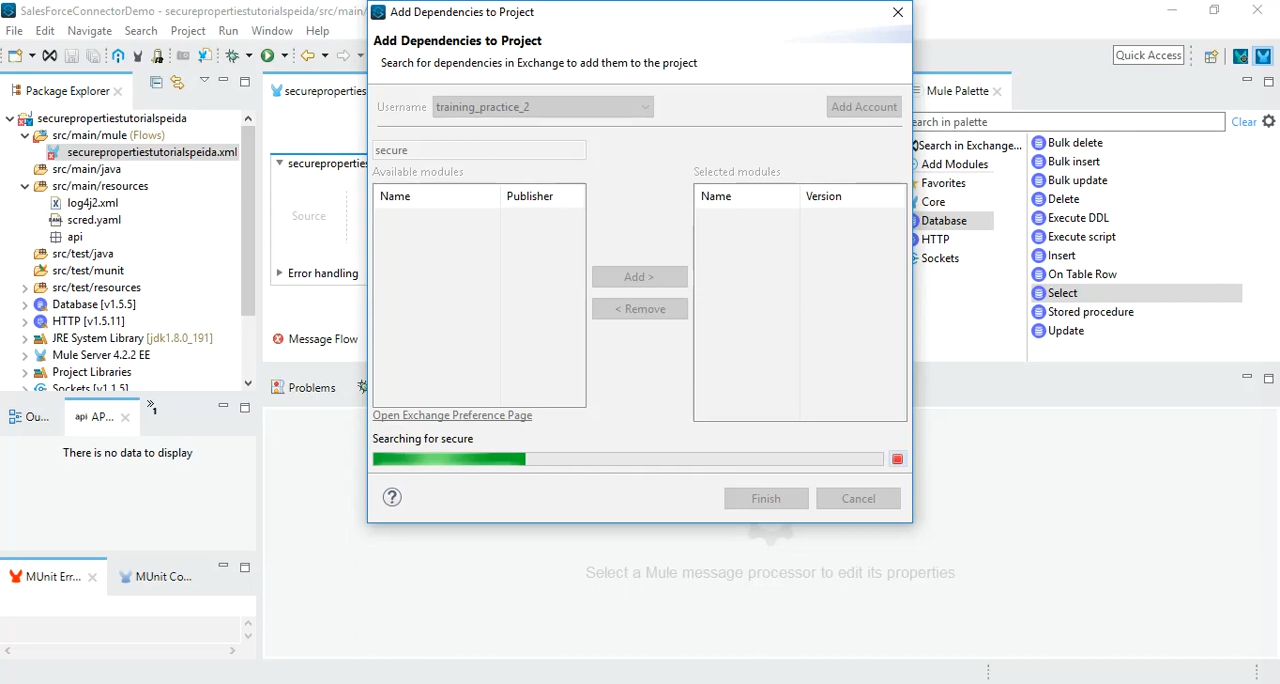 SalesForceConnectorDemo - securepropertiestutorialspeida/src/main/
File Edit Navigate Search Project Run Window Help
Quick Access
Package Explorer
securepropertiestutorialspeida
src/main/mule (Flows)
securepropertiestutorialspeida.xml
src/main/java
src/main/resources
log4j2.xml
scred.yaml
api
src/test/java
src/test/munit
src/test/resources
Database [v1.5.5]
HTTP [v1.5.11]
JRE System Library [jdk1.8.0_191]
Mule Server 4.2.2 EE
Project Libraries
Sockets [v1.1.5]
Ou...
api AP...
1
There is no data to display
MUnit Err...
MUnit Co...
secureproperties
secureproperties
Source
Error handling
Message Flow
Problems
Add Dependencies to Project
Add Dependencies to Project
Search for dependencies in Exchange to add them to the project
Username training_practice_2 Add Account
secure
Available modules
Name Publisher
Add >
< Remove
Selected modules
Name Version
Open Exchange Preference Page
Searching for secure
?
Finish Cancel
Select a Mule message processor to edit its properties
Mule Palette
earch in palette
Clear
Search in Exchange...
Add Modules
Favorites
Core
Database
HTTP
Sockets
Bulk delete
Bulk insert
Bulk update
Delete
Execute DDL
Execute script
Insert
On Table Row
Select
Stored procedure
Update